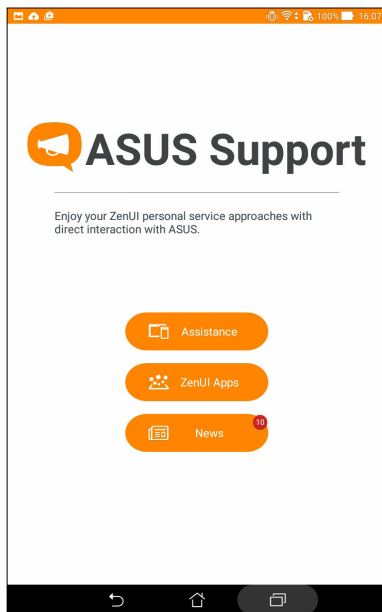 100% 16:07
ASUS Support
Enjoy your ZenUI personal service approaches with
direct interaction with ASUS.
Assistance
ZenUI Apps
10
News